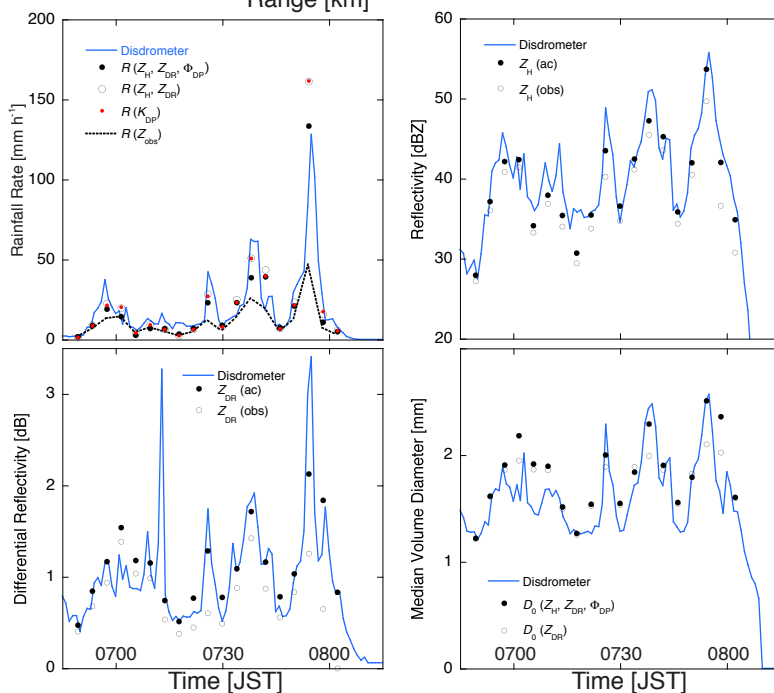 Range [km]
200
150
100
50
0
Rainfall Rate [mm h⁻¹]
Disdrometer
R (Z_H, Z_DR, Φ_DP)
R (Z_H, Z_DR)
R (K_DP)
R (Z_obs)
60
50
40
30
20
Reflectivity [dBZ]
Disdrometer
Z_H (ac)
Z_H (obs)
3
2
1
0
Differential Reflectivity [dB]
Disdrometer
Z_DR (ac)
Z_DR (obs)
0700
0730
0800
Time [JST]
3
2
1
0
Median Volume Diameter [mm]
Disdrometer
D_0 (Z_H, Z_DR, Φ_DP)
D_0 (Z_DR)
0700
0730
0800
Time [JST]